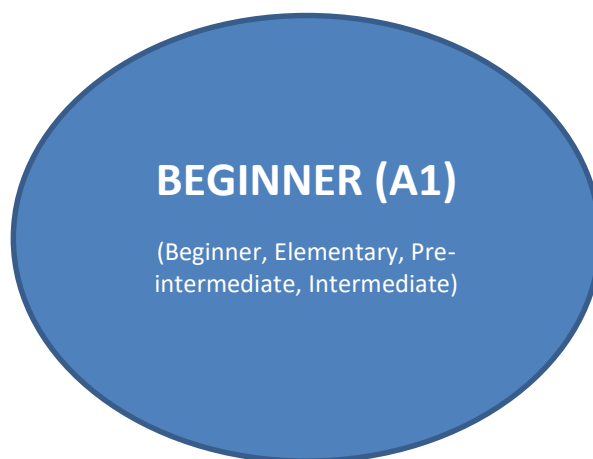 BEGINNER (A1)
(Beginner, Elementary, Pre-
intermediate, Intermediate)